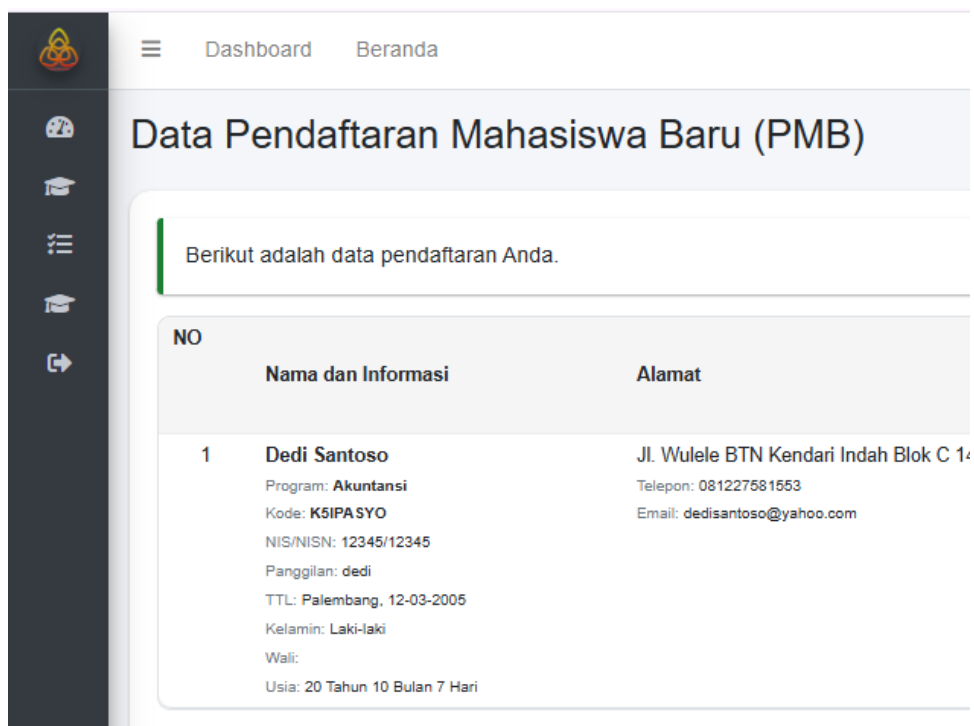 Dashboard Beranda
Data Pendaftaran Mahasiswa Baru (PMB)
Berikut adalah data pendaftaran Anda.
NO
Nama dan Informasi Alamat
1 Dedi Santoso Jl. Wulele BTN Kendari Indah Blok C 14
Program: Akuntansi Telepon: 081227581553
Kode: K5IPASYO Email: dedisantoso@yahoo.com
NIS/NISN: 12345/12345
Panggilan: dedi
TTL: Palembang, 12-03-2005
Kelamin: Laki-laki
Wali:
Usia: 20 Tahun 10 Bulan 7 Hari